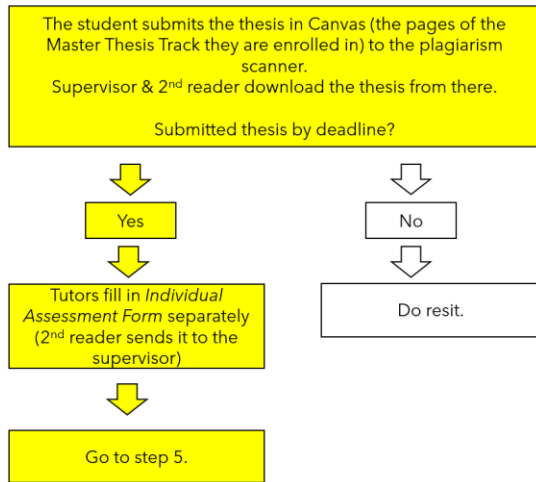 The student submits the thesis in Canvas (the pages of the
Master Thesis Track they are enrolled in) to the plagiarism
scanner.
Supervisor & 2nd reader download the thesis from there.
Submitted thesis by deadline?
Yes
No
Tutors fill in Individual
Assessment Form separately
(2nd reader sends it to the
supervisor)
Do resit.
Go to step 5.